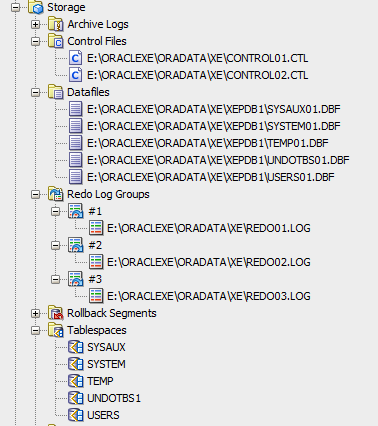 Storage
Archive Logs
Control Files
E:\ORACLEXE\ORADATA\XE\CONTROL01.CTL
E:\ORACLEXE\ORADATA\XE\CONTROL02.CTL
Datafiles
E:\ORACLEXE\ORADATA\XE\XEPDB1\SYSAUX01.DBF
E:\ORACLEXE\ORADATA\XE\XEPDB1\SYSTEM01.DBF
E:\ORACLEXE\ORADATA\XE\XEPDB1\TEMP01.DBF
E:\ORACLEXE\ORADATA\XE\XEPDB1\UNDOTBS01.DBF
E:\ORACLEXE\ORADATA\XE\XEPDB1\USERS01.DBF
Redo Log Groups
#1
E:\ORACLEXE\ORADATA\XE\REDO01.LOG
#2
E:\ORACLEXE\ORADATA\XE\REDO02.LOG
#3
E:\ORACLEXE\ORADATA\XE\REDO03.LOG
Rollback Segments
Tablespaces
SYSAUX
SYSTEM
TEMP
UNDOTBS1
USERS